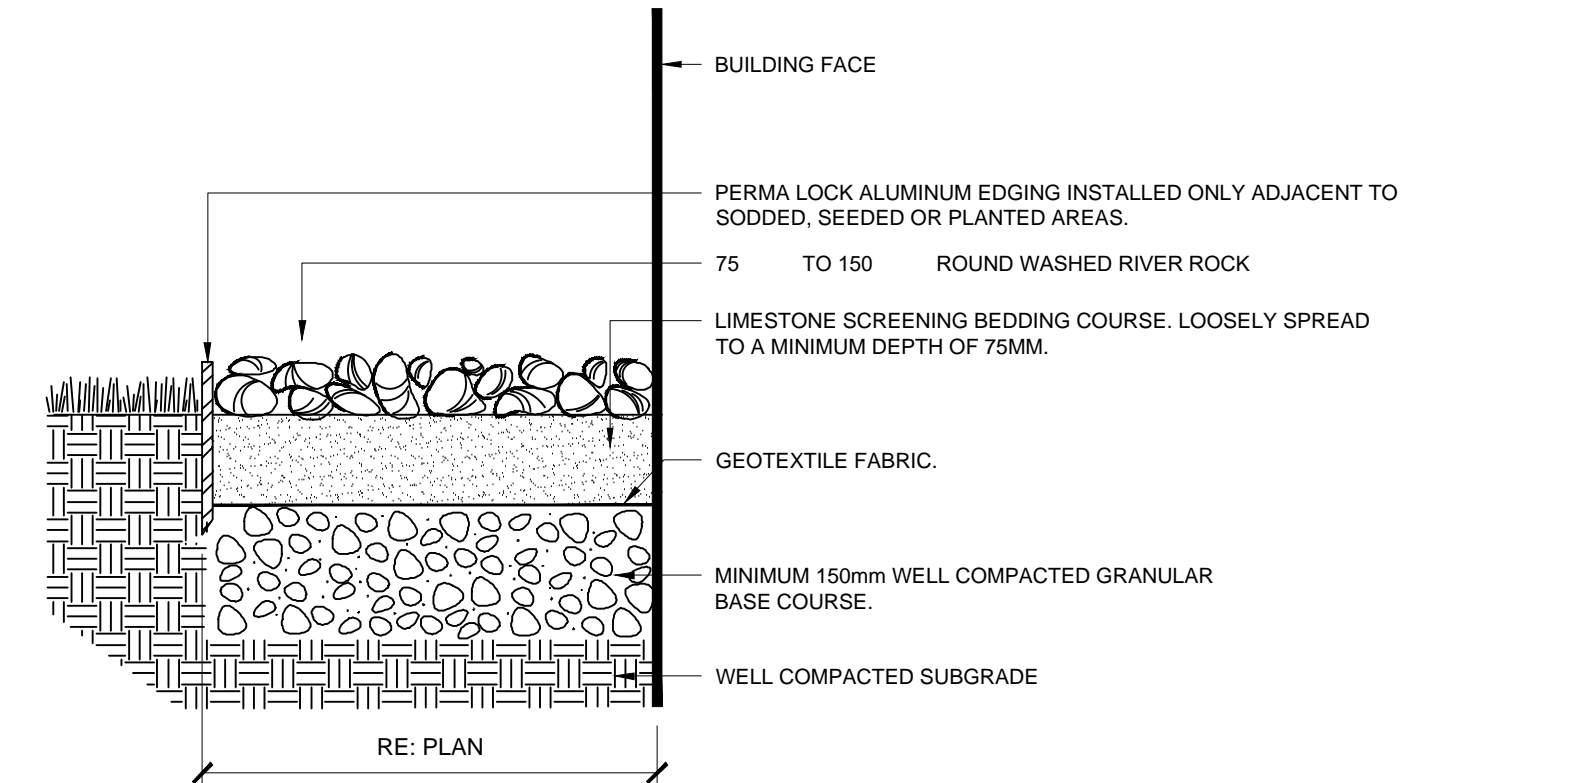 BUILDING FACE
PERMA LOCK ALUMINUM EDGING INSTALLED ONLY ADJACENT TO
SODDED, SEEDED OR PLANTED AREAS.
75 TO 150 ROUND WASHED RIVER ROCK
LIMESTONE SCREENING BEDDING COURSE. LOOSELY SPREAD
TO A MINIMUM DEPTH OF 75MM.
GEOTEXTILE FABRIC.
MINIMUM 150mm WELL COMPACTED GRANULAR
BASE COURSE.
WELL COMPACTED SUBGRADE
RE: PLAN